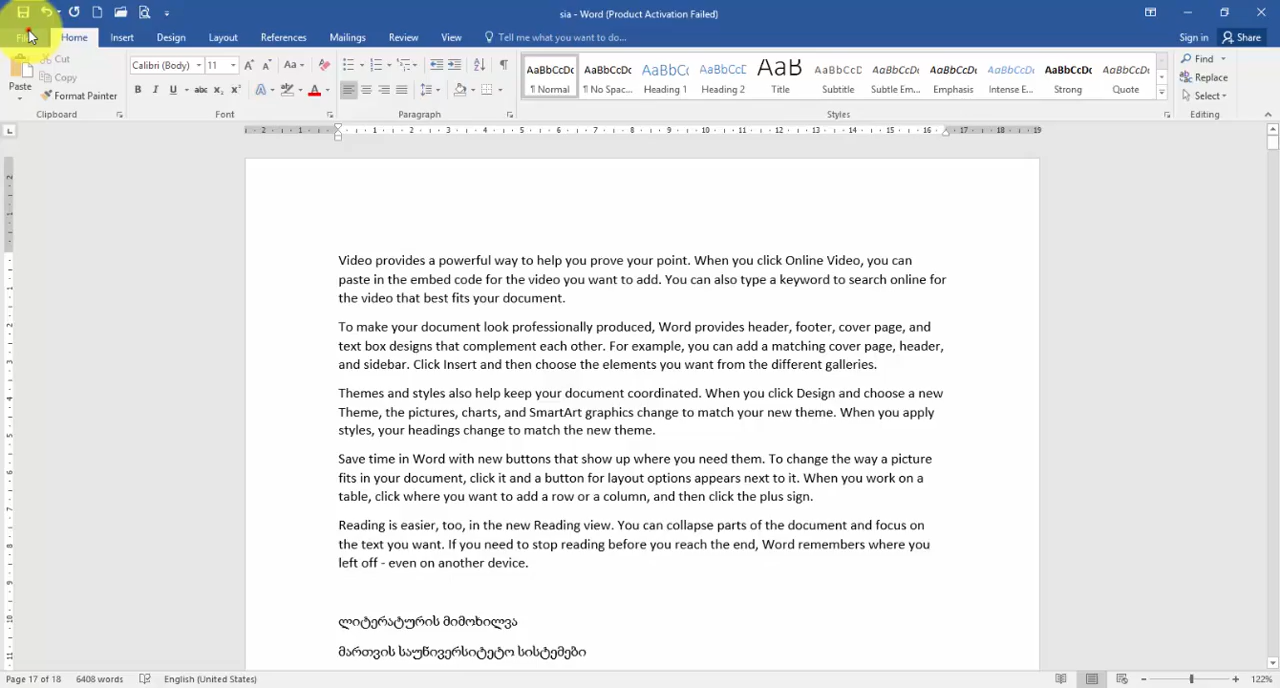 sia - Word (Product Activation Failed)
File Home Insert Design Layout References Mailings Review View Tell me what you want to do... Sign in Share
Paste Cut Copy Format Painter
Clipboard
Calibri (Body) 11
Font
Paragraph
AaBbCcDc AaBbCcDc AaBbCc AaBbCcE AaB AaBbCcD AaBbCcDc AaBbCcDc AaBbCcDc AaBbCcDc AaBbCcDc
¶ Normal ¶ No Spac... Heading 1 Heading 2 Title Subtitle Subtle Em... Emphasis Intense E... Strong Quote
Styles
Find
Replace
Select
Editing
Video provides a powerful way to help you prove your point. When you click Online Video, you can
paste in the embed code for the video you want to add. You can also type a keyword to search online for
the video that best fits your document.
To make your document look professionally produced, Word provides header, footer, cover page, and
text box designs that complement each other. For example, you can add a matching cover page, header,
and sidebar. Click Insert and then choose the elements you want from the different galleries.
Themes and styles also help keep your document coordinated. When you click Design and choose a new
Theme, the pictures, charts, and SmartArt graphics change to match your new theme. When you apply
styles, your headings change to match the new theme.
Save time in Word with new buttons that show up where you need them. To change the way a picture
fits in your document, click it and a button for layout options appears next to it. When you work on a
table, click where you want to add a row or a column, and then click the plus sign.
Reading is easier, too, in the new Reading view. You can collapse parts of the document and focus on
the text you want. If you need to stop reading before you reach the end, Word remembers where you
left off - even on another device.
ლიტერატურის მიმოხილვა
მართვის საუნივერსიტეტო სისტემები
Page 17 of 18 6408 words English (United States) 122%